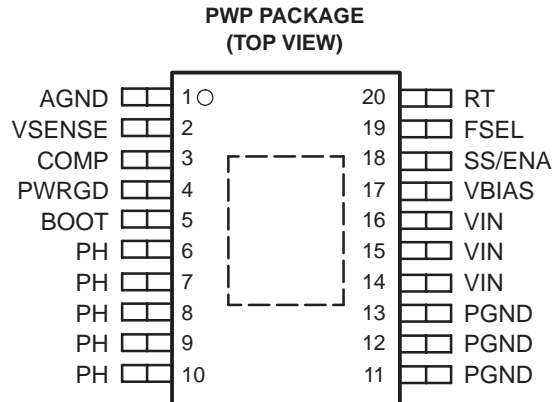 PWP PACKAGE
(TOP VIEW)
AGND 1 20 RT
VSENSE 2 19 FSEL
COMP 3 18 SS/ENA
PWRGD 4 17 VBIAS
BOOT 5 16 VIN
PH 6 15 VIN
PH 7 14 VIN
PH 8 13 PGND
PH 9 12 PGND
PH 10 11 PGND